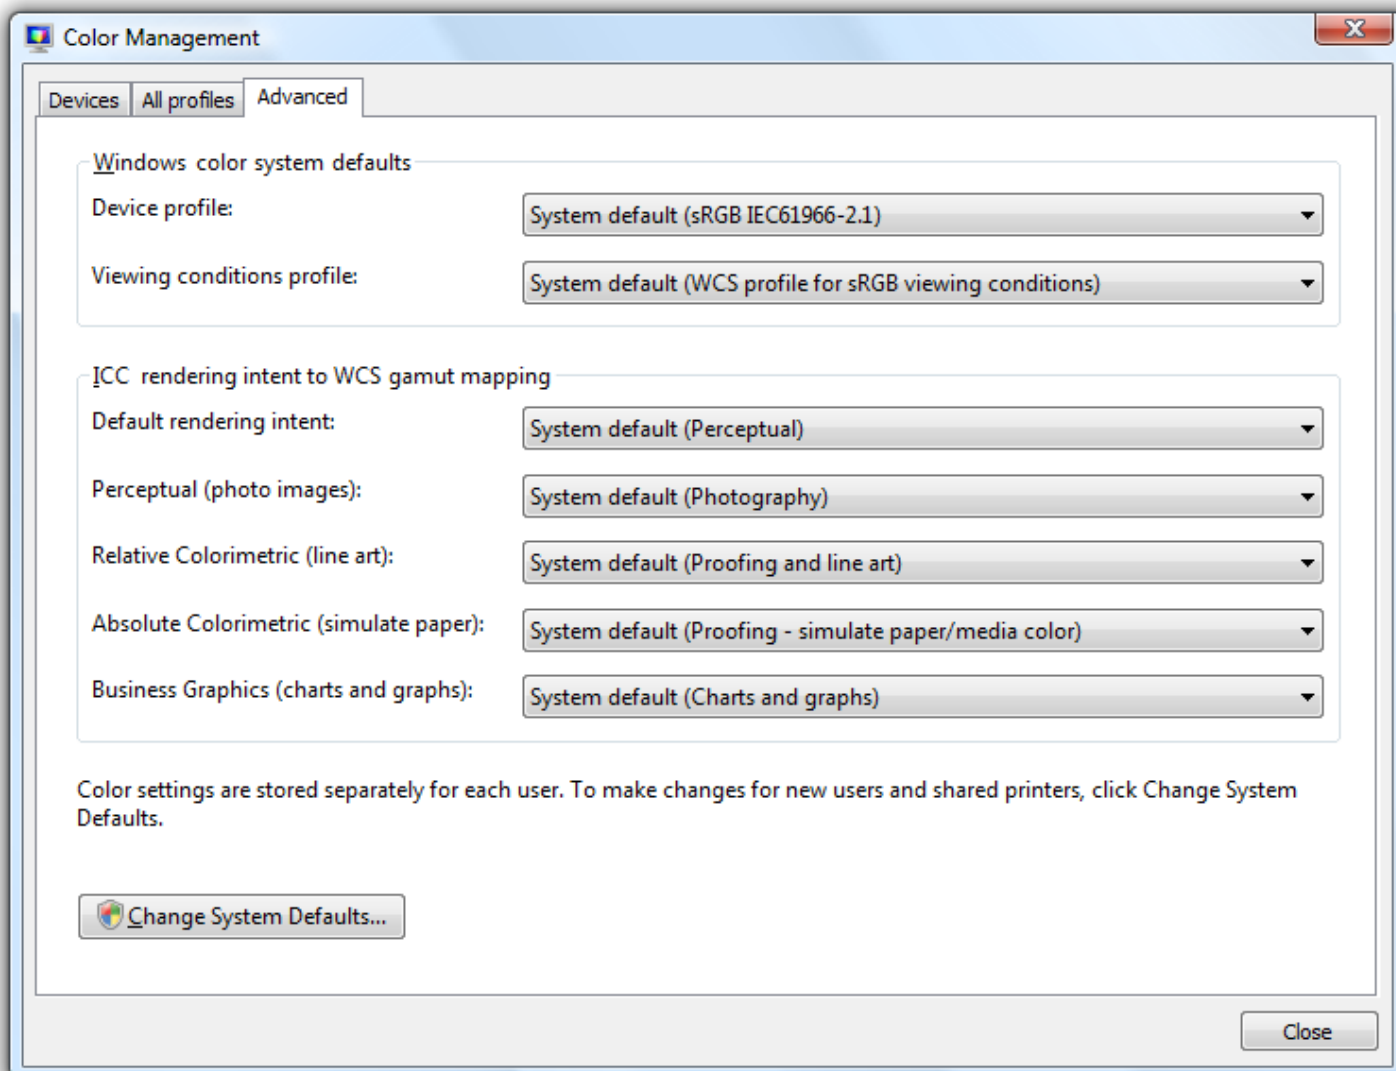 Color Management
Devices
All profiles
Advanced
Windows color system defaults
Device profile:
System default (sRGB IEC61966-2.1)
Viewing conditions profile:
System default (WCS profile for sRGB viewing conditions)
ICC rendering intent to WCS gamut mapping
Default rendering intent:
System default (Perceptual)
Perceptual (photo images):
System default (Photography)
Relative Colorimetric (line art):
System default (Proofing and line art)
Absolute Colorimetric (simulate paper):
System default (Proofing - simulate paper/media color)
Business Graphics (charts and graphs):
System default (Charts and graphs)
Color settings are stored separately for each user. To make changes for new users and shared printers, click Change System
Defaults.
Change System Defaults...
Close